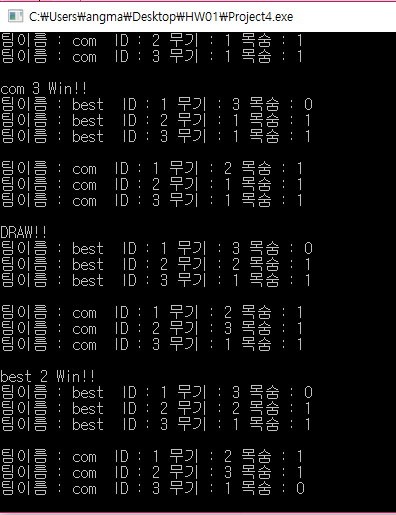 C:₩Users₩angma₩Desktop₩HW01₩Project4.exe
팀이름 : com  ID : 2 무기 : 1 목숨 : 1
팀이름 : com  ID : 3 무기 : 1 목숨 : 1
com 3 Win!!
팀이름 : best  ID : 1 무기 : 3 목숨 : 0
팀이름 : best  ID : 2 무기 : 1 목숨 : 1
팀이름 : best  ID : 3 무기 : 1 목숨 : 1
팀이름 : com  ID : 1 무기 : 2 목숨 : 1
팀이름 : com  ID : 2 무기 : 1 목숨 : 1
팀이름 : com  ID : 3 무기 : 1 목숨 : 1
DRAW!!
팀이름 : best  ID : 1 무기 : 3 목숨 : 0
팀이름 : best  ID : 2 무기 : 2 목숨 : 1
팀이름 : best  ID : 3 무기 : 1 목숨 : 1
팀이름 : com  ID : 1 무기 : 2 목숨 : 1
팀이름 : com  ID : 2 무기 : 3 목숨 : 1
팀이름 : com  ID : 3 무기 : 1 목숨 : 1
best 2 Win!!
팀이름 : best  ID : 1 무기 : 3 목숨 : 0
팀이름 : best  ID : 2 무기 : 2 목숨 : 1
팀이름 : best  ID : 3 무기 : 1 목숨 : 1
팀이름 : com  ID : 1 무기 : 2 목숨 : 1
팀이름 : com  ID : 2 무기 : 3 목숨 : 1
팀이름 : com  ID : 3 무기 : 1 목숨 : 0